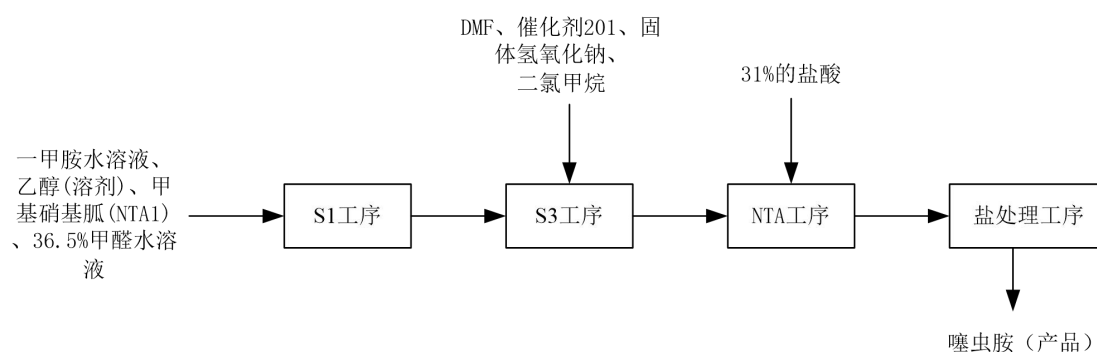 DMF、催化剂201、固
体氢氧化钠、
二氯甲烷
31%的盐酸
一甲胺水溶液、
乙醇(溶剂)、甲
基硝基胍(NTA1)
、36.5%甲醛水溶
液
S1工序
S3工序
NTA工序
盐处理工序
噻虫胺（产品）